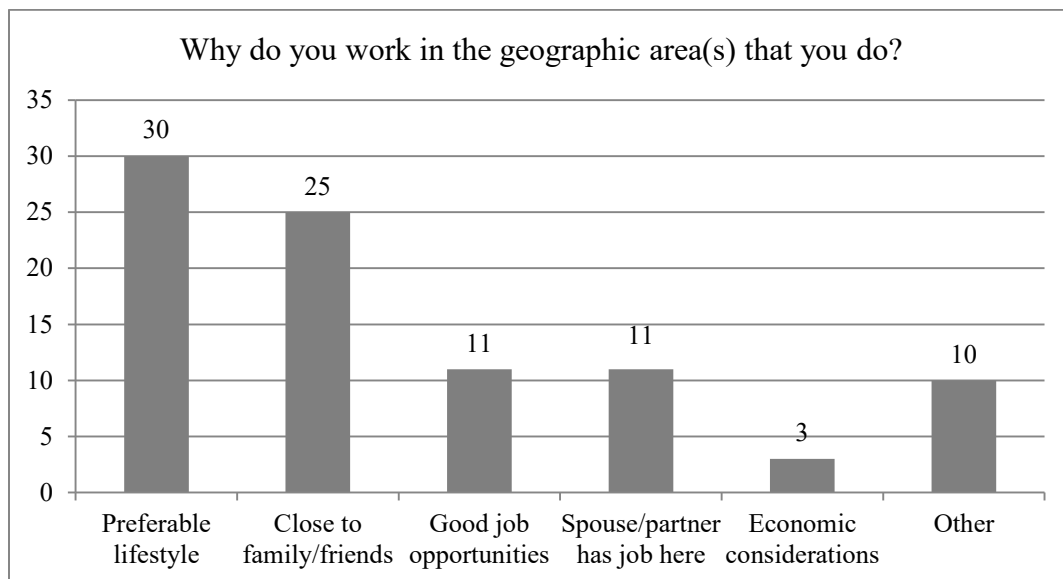 Why do you work in the geographic area(s) that you do?
35
30
25
20
15
10
5
0
30
25
11
11
3
10
Preferable
lifestyle
Close to
family/friends
Good job
opportunities
Spouse/partner
has job here
Economic
considerations
Other